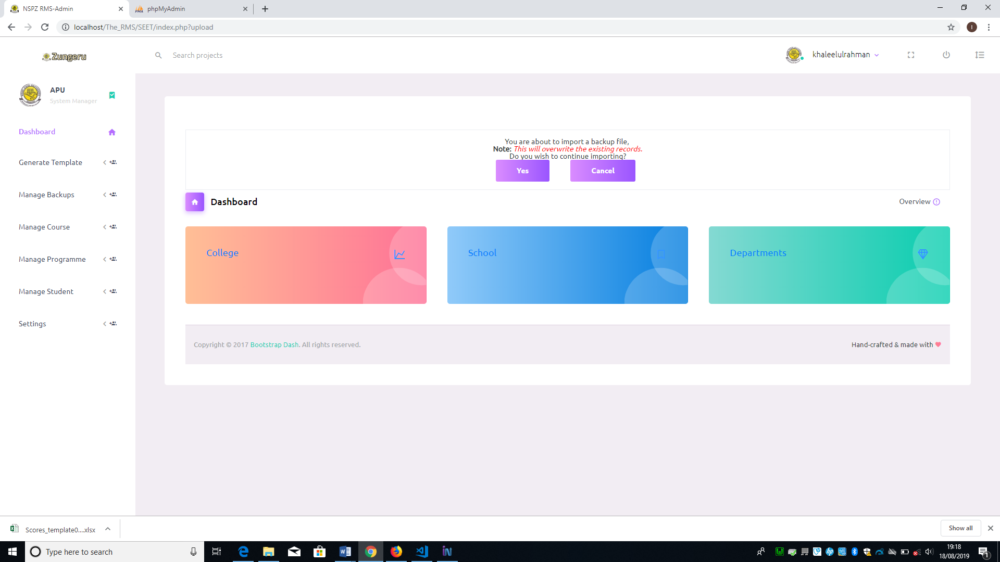 NSPZ RMS-Admin
phpMyAdmin
localhost/The_RMS/SEET/index.php?upload
I
Zungeru
Search projects
khaleelulrahman
APU
System Manager
Dashboard
Generate Template
Manage Backups
Manage Course
Manage Programme
Manage Student
Settings
You are about to import a backup file,
Note: This will overwrite the existing records.
Do you wish to continue importing?
Yes
Cancel
Dashboard
Overview
College
School
Departments
Copyright © 2017 Bootstrap Dash. All rights reserved.
Hand-crafted & made with
Scores_template0....xlsx
Show all
Type here to search
19:18
18/08/2019
1